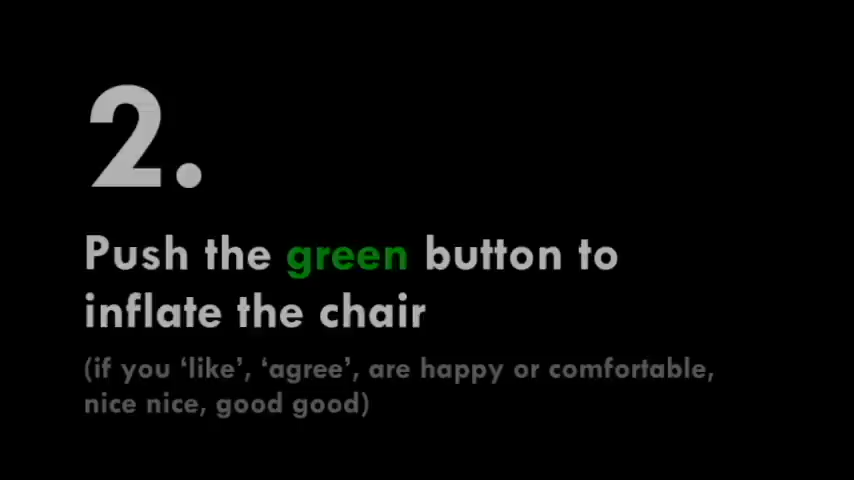 2.
Push the green button to
inflate the chair
(if you ‘like’, ‘agree’, are happy or comfortable,
nice nice, good good)